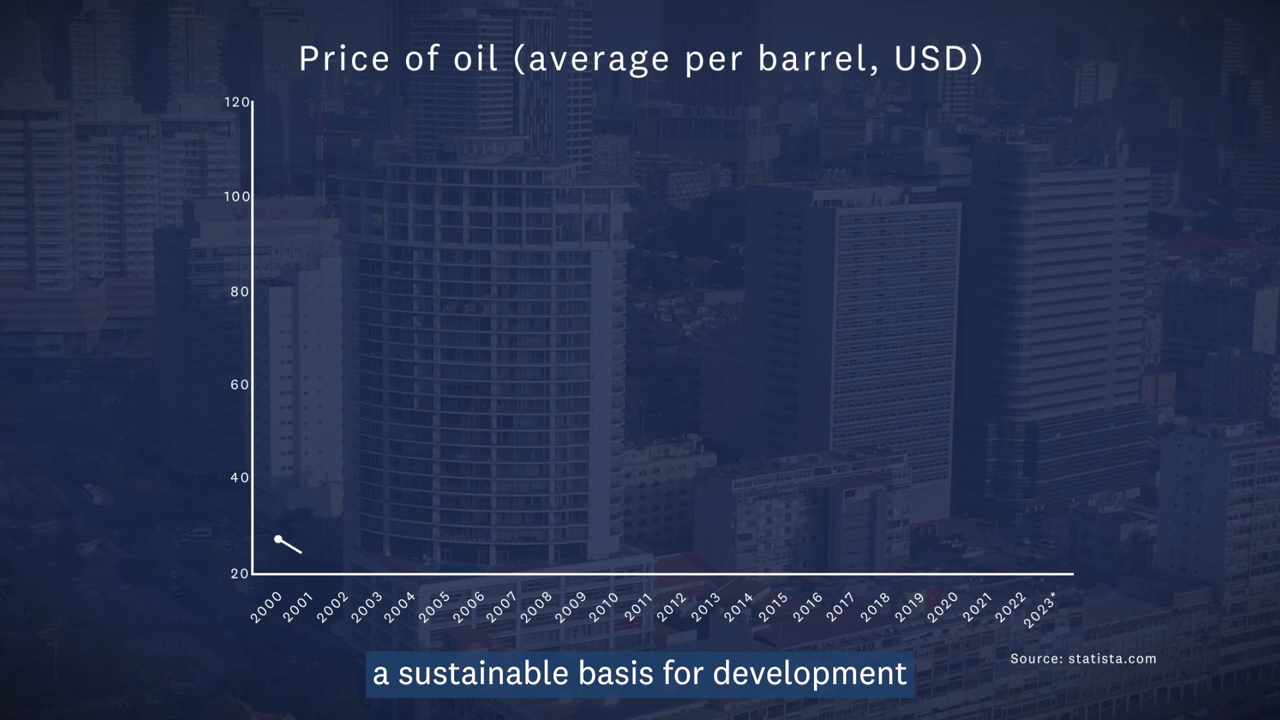 Price of oil (average per barrel, USD)
120
100
80
60
40
20
2000 2001 2002 2003 2004 2005 2006 2007 2008 2009 2010 2011 2012 2013 2014 2015 2016 2017 2018 2019 2020 2021 2022 2023*
Source: statista.com
a sustainable basis for development